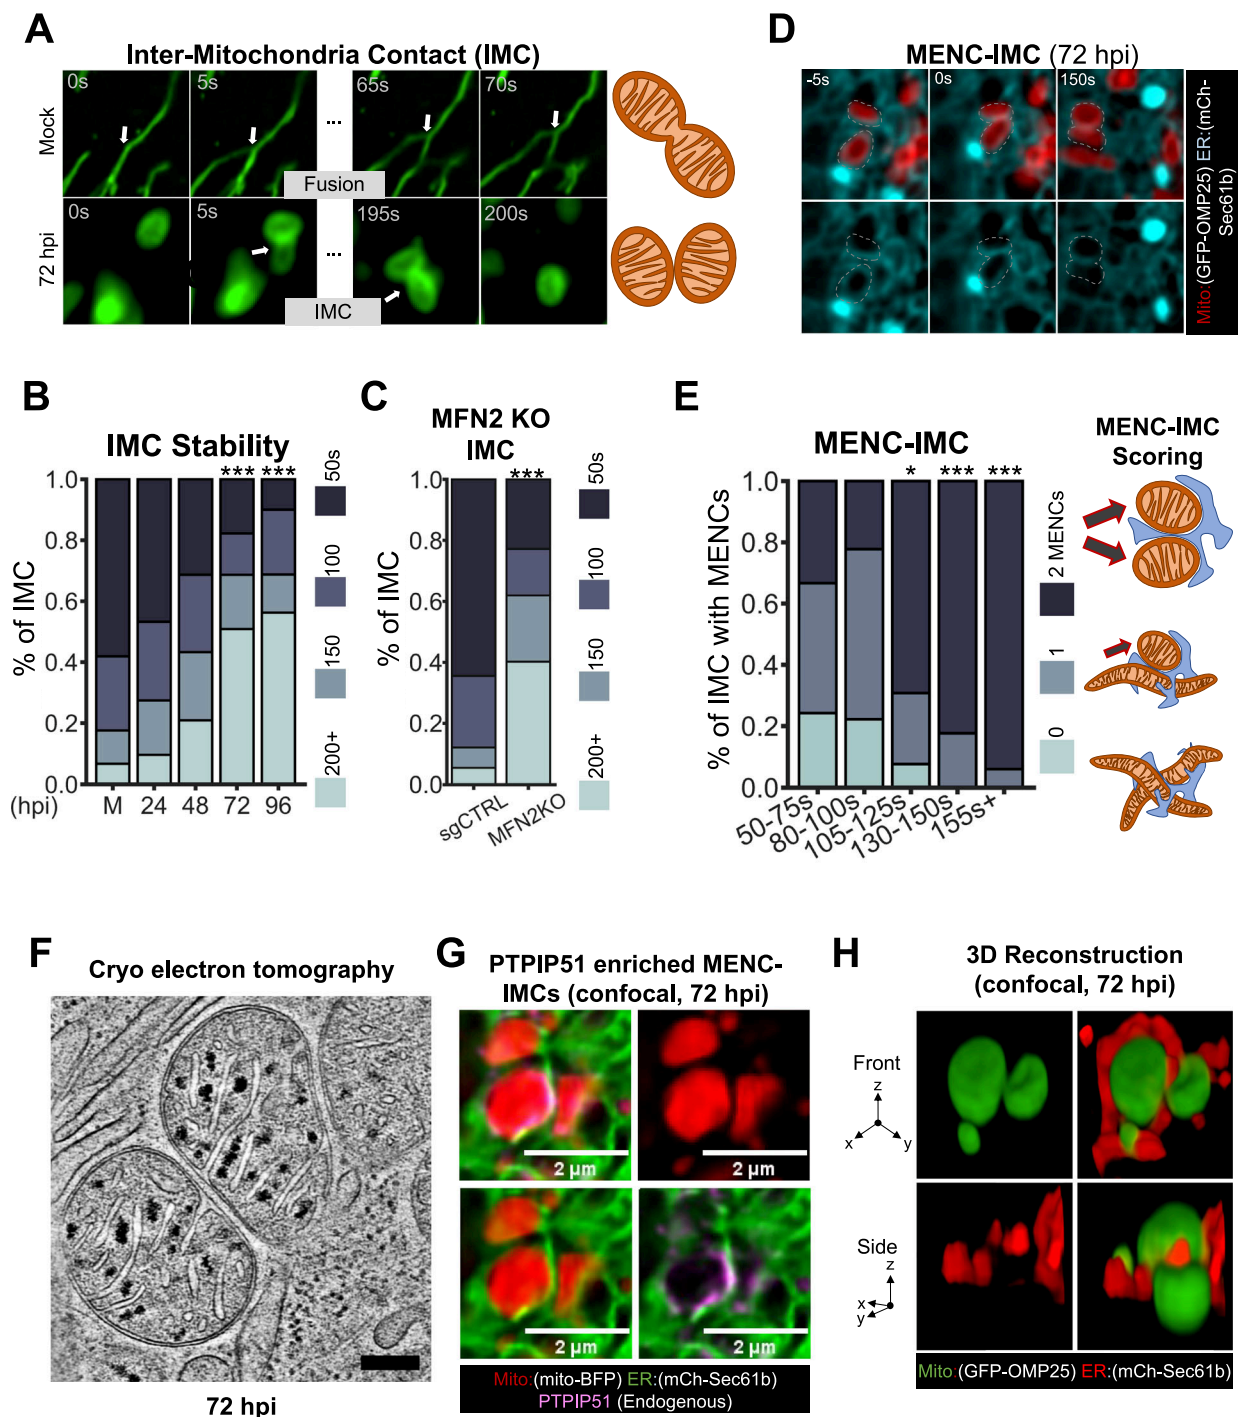 A
Inter-Mitochondria Contact (IMC)
Mock
0s
5s
...
65s
70s
Fusion
72 hpi
0s
5s
...
195s
200s
IMC
D
MENC-IMC (72 hpi)
-5s
0s
150s
Mito:(GFP-OMP25) ER:(mCh-
Sec61b)
B
IMC Stability
% of IMC
1.0
0.8
0.6
0.4
0.2
0.0
*** ***
(hpi) M 24 48 72 96
50s
100
150
200+
C
MFN2 KO
IMC
% of IMC
1.0
0.8
0.6
0.4
0.2
0.0
***
sgCTRL
MFN2KO
50s
100
150
200+
E
MENC-IMC
% of IMC with MENCs
1.0
0.8
0.6
0.4
0.2
0.0
* *** ***
50-75s
80-100s
105-125s
130-150s
155s+
2 MENCs
1
0
MENC-IMC
Scoring
F
Cryo electron tomography
72 hpi
G
PTPIP51 enriched MENC-
IMCs (confocal, 72 hpi)
2 µm
2 µm
2 µm
2 µm
Mito:(mito-BFP) ER:(mCh-Sec61b)
PTPIP51 (Endogenous)
H
3D Reconstruction
(confocal, 72 hpi)
Front
z
x
y
Side
z
x
y
Mito:(GFP-OMP25) ER:(mCh-Sec61b)